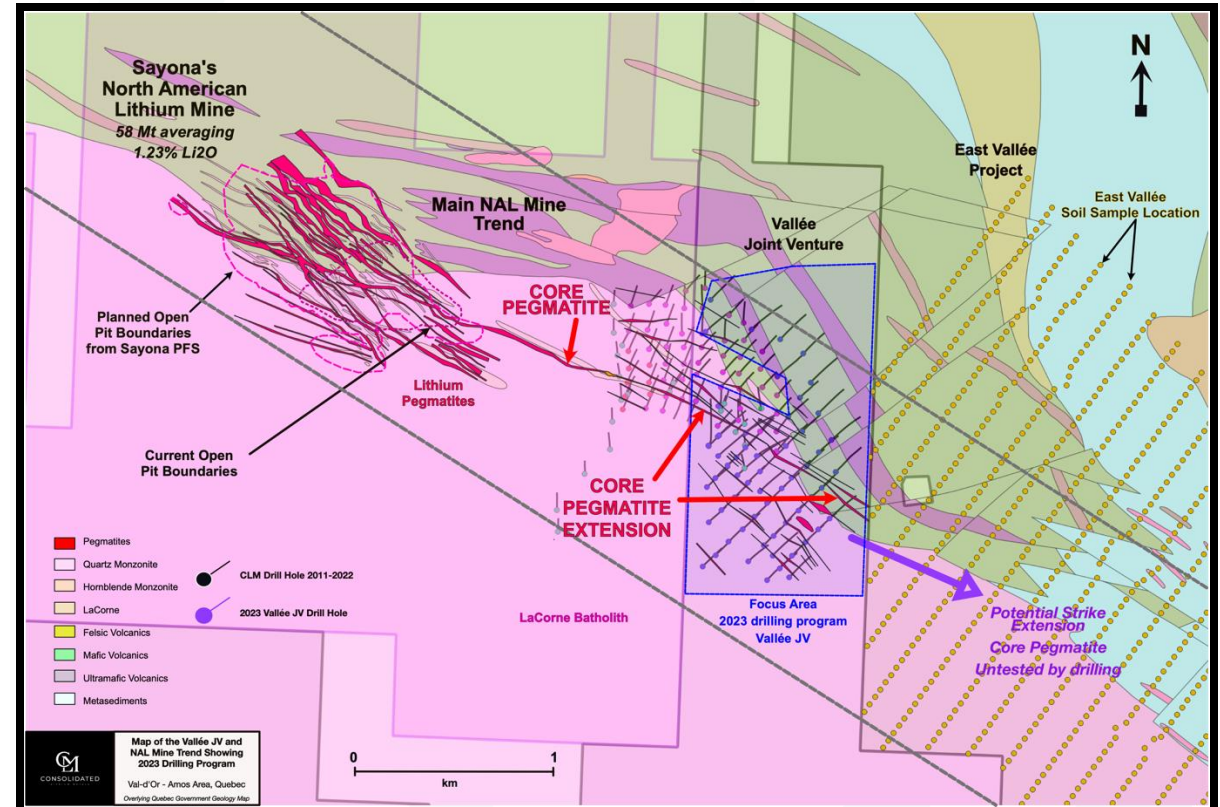 Sayona's
North American
Lithium Mine
58 Mt averaging
1.23% Li2O
N
East Vallée
Project
East Vallée
Soil Sample Location
Main NAL Mine
Trend
Vallée
Joint Venture
CORE
PEGMATITE
Planned Open
Pit Boundaries
from Sayona PFS
Lithium
Pegmatites
Current Open
Pit Boundaries
CORE
PEGMATITE
EXTENSION
Pegmatites
Quartz Monzonite
Hornblende Monzonite
LaCorne
Felsic Volcanics
Mafic Volcanics
Ultramafic Volcanics
Metasediments
CLM Drill Hole 2011-2022
2023 Vallée JV Drill Hole
LaCorne Batholith
Focus Area
2023 drilling program
Vallée JV
Potential Strike
Extension
Core Pegmatite
Untested by drilling
CONSOLIDATED
Map of the Vallée JV and
NAL Mine Trend Showing
2023 Drilling Program
Val-d'Or - Amos Area, Quebec
Overlying Quebec Government Geology Map
0
1
km